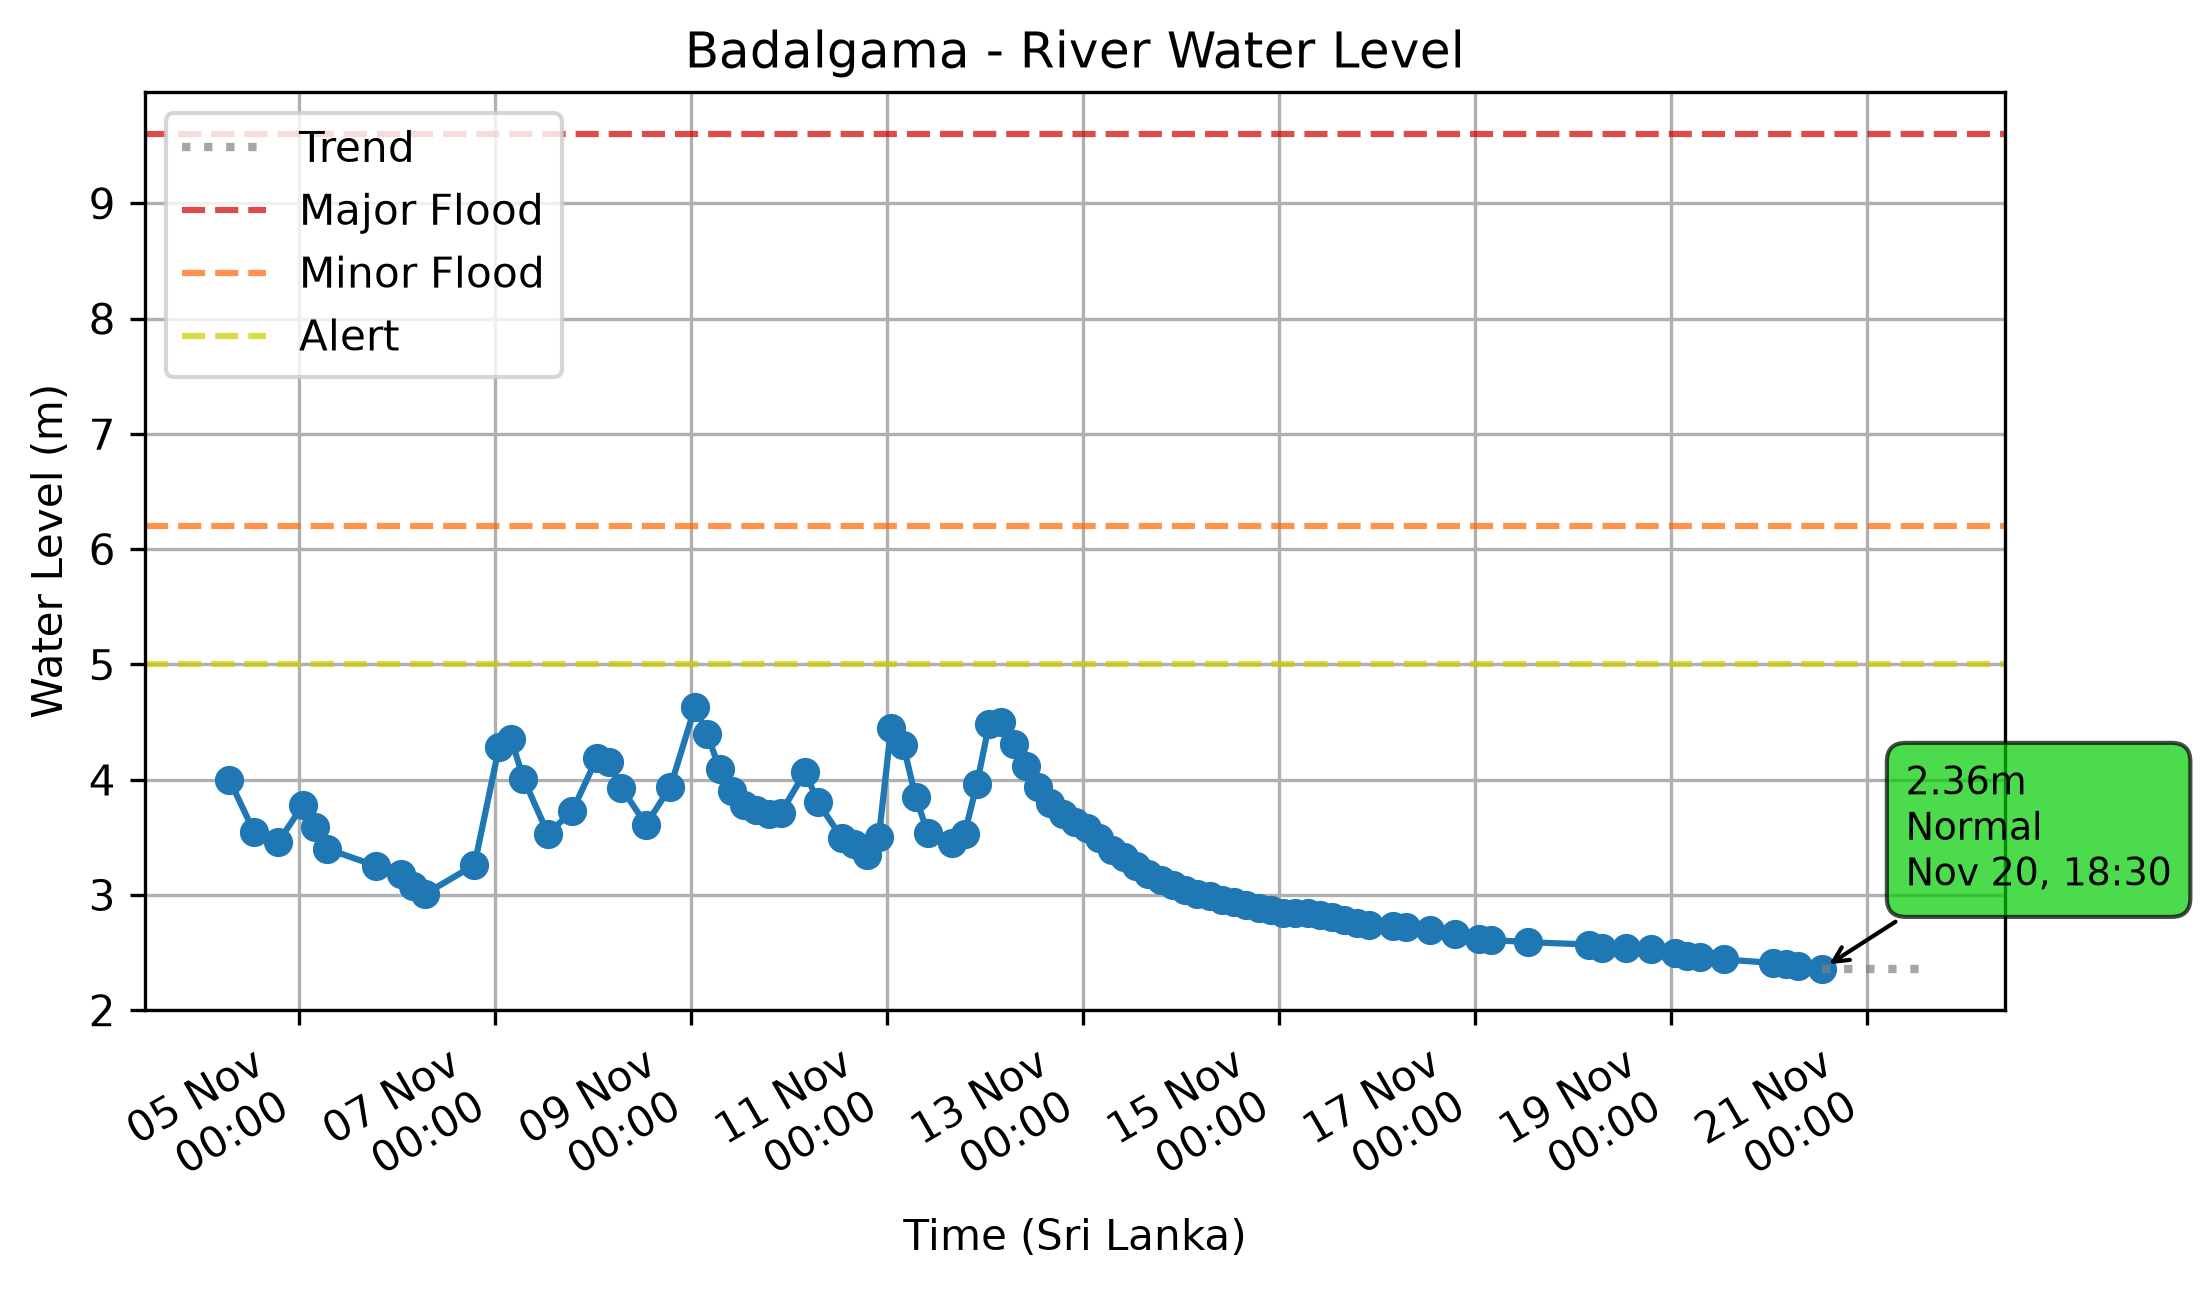 Badalgama - River Water Level
Trend
Major Flood
Minor Flood
Alert
Water Level (m)
9
8
7
6
5
4
3
2
2.36m
Normal
Nov 20, 18:30
05 Nov
00:00
07 Nov
00:00
09 Nov
00:00
11 Nov
00:00
13 Nov
00:00
15 Nov
00:00
17 Nov
00:00
19 Nov
00:00
21 Nov
00:00
Time (Sri Lanka)